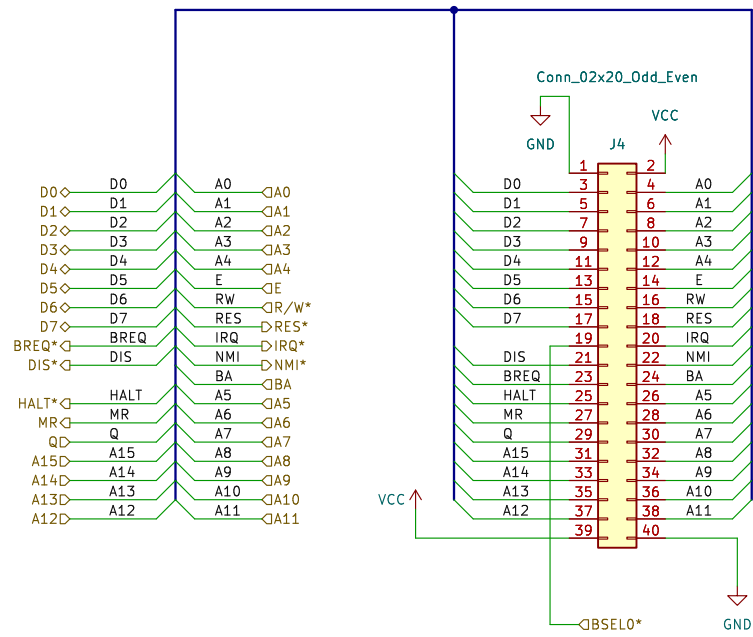 Conn_02x20_Odd_Even
VCC
GND
J4
1 2
D0 D0 A0 A0 D0 3 4 A0
D1 D1 A1 A1 D1 5 6 A1
D2 D2 A2 A2 D2 7 8 A2
D3 D3 A3 A3 D3 9 10 A3
D4 D4 A4 A4 D4 11 12 A4
D5 D5 E E D5 13 14 E
D6 D6 RW R/W* D6 15 16 RW
D7 D7 RES RES* D7 17 18 RES
BREQ* BREQ IRQ IRQ* 19 20 IRQ
DIS* DIS NMI NMI* DIS 21 22 NMI
BA BA BREQ 23 24 BA
HALT* HALT A5 A5 HALT 25 26 A5
MR MR A6 A6 MR 27 28 A6
Q Q A7 A7 Q 29 30 A7
A15 A15 A8 A8 A15 31 32 A8
A14 A14 A9 A9 A14 33 34 A9
A13 A13 A10 A10 VCC A13 35 36 A10
A12 A12 A11 A11 A12 37 38 A11
39 40
BSEL0* GND